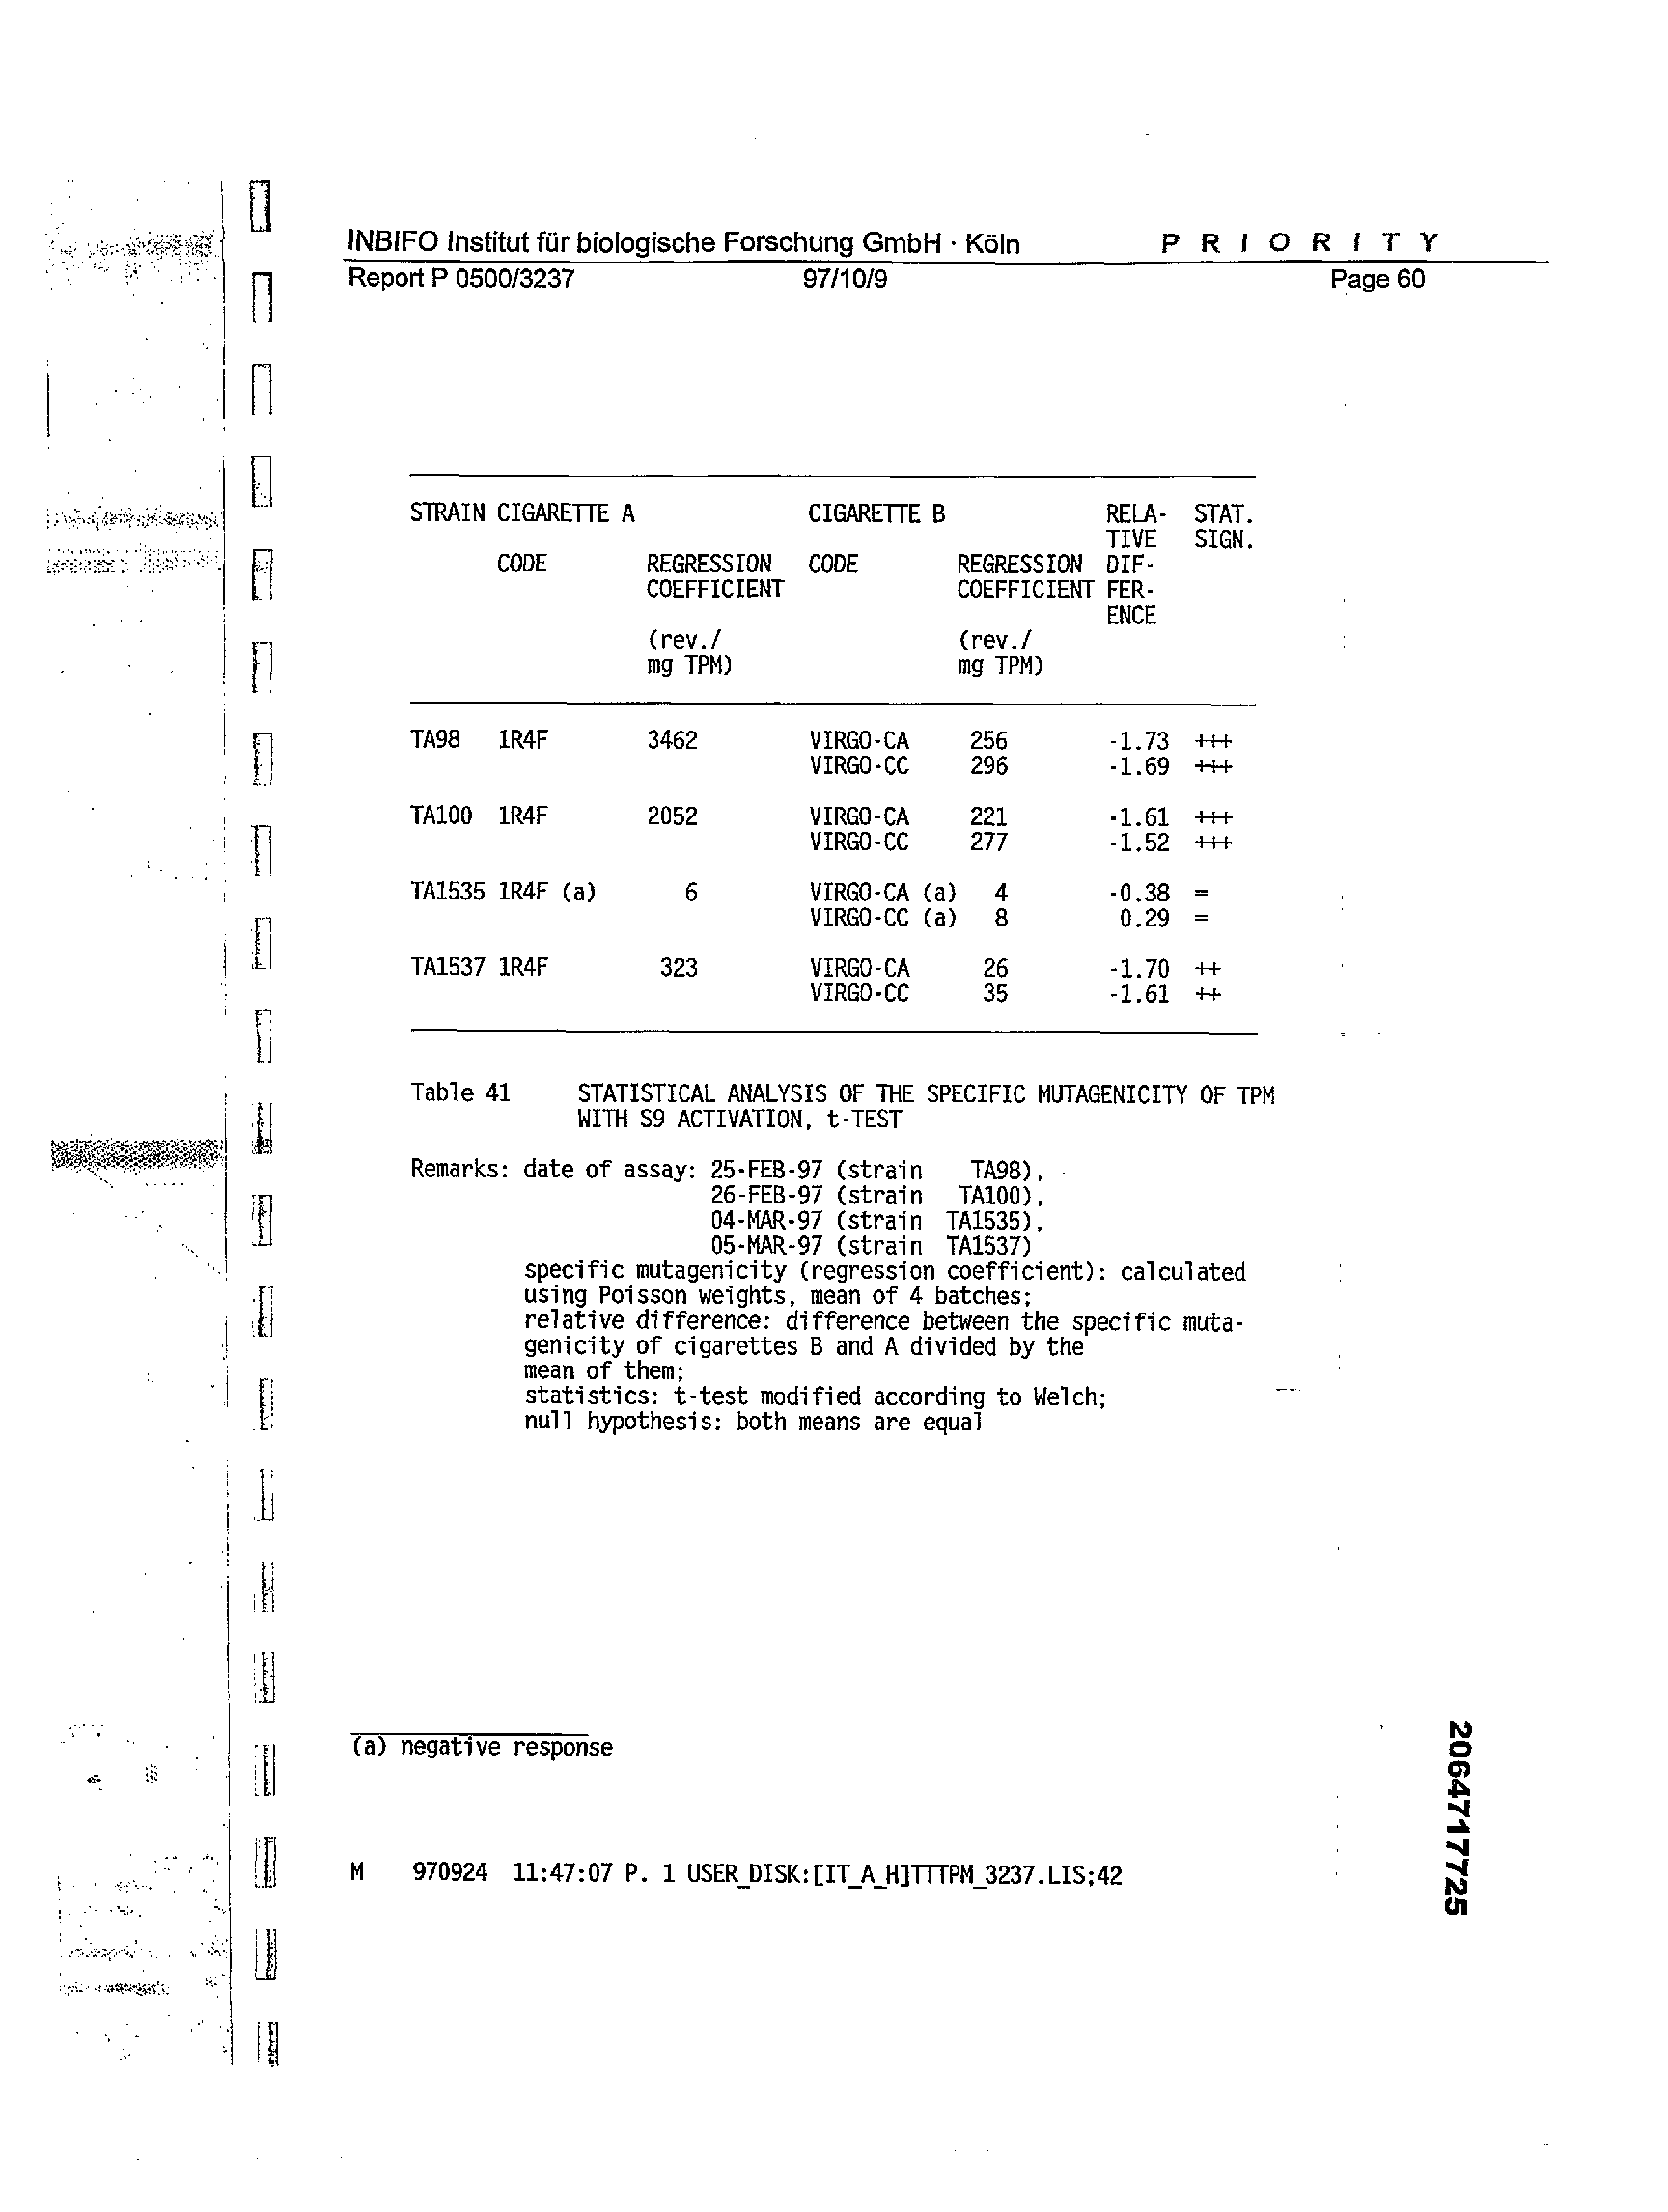 INBIFO Institut für biologische Forschung GmbH · Köln P R I O R I T Y
Report P 0500/3237 97/10/9 Page 60
STRAIN CIGARETTE A CIGARETTE B RELA- STAT.
TIVE SIGN.
CODE REGRESSION CODE REGRESSION DIF-
COEFFICIENT COEFFICIENT FER-
ENCE
(rev./ (rev./
mg TPM) mg TPM)
TA98 1R4F 3462 VIRGO-CA 256 -1.73 +++
VIRGO-CC 296 -1.69 +++
TA100 1R4F 2052 VIRGO-CA 221 -1.61 +++
VIRGO-CC 277 -1.52 +++
TA1535 1R4F (a) 6 VIRGO-CA (a) 4 -0.38 =
VIRGO-CC (a) 8 0.29 =
TA1537 1R4F 323 VIRGO-CA 26 -1.70 ++
VIRGO-CC 35 -1.61 ++
Table 41 STATISTICAL ANALYSIS OF THE SPECIFIC MUTAGENICITY OF TPM
WITH S9 ACTIVATION, t-TEST
Remarks: date of assay: 25-FEB-97 (strain TA98),
26-FEB-97 (strain TA100),
04-MAR-97 (strain TA1535),
05-MAR-97 (strain TA1537)
specific mutagenicity (regression coefficient): calculated
using Poisson weights, mean of 4 batches;
relative difference: difference between the specific muta-
genicity of cigarettes B and A divided by the
mean of them;
statistics: t-test modified according to Welch;
null hypothesis: both means are equal
(a) negative response
M 970924 11:47:07 P. 1 USER_DISK:[IT_A_H]TTTPM_3237.LIS;42
2064717725